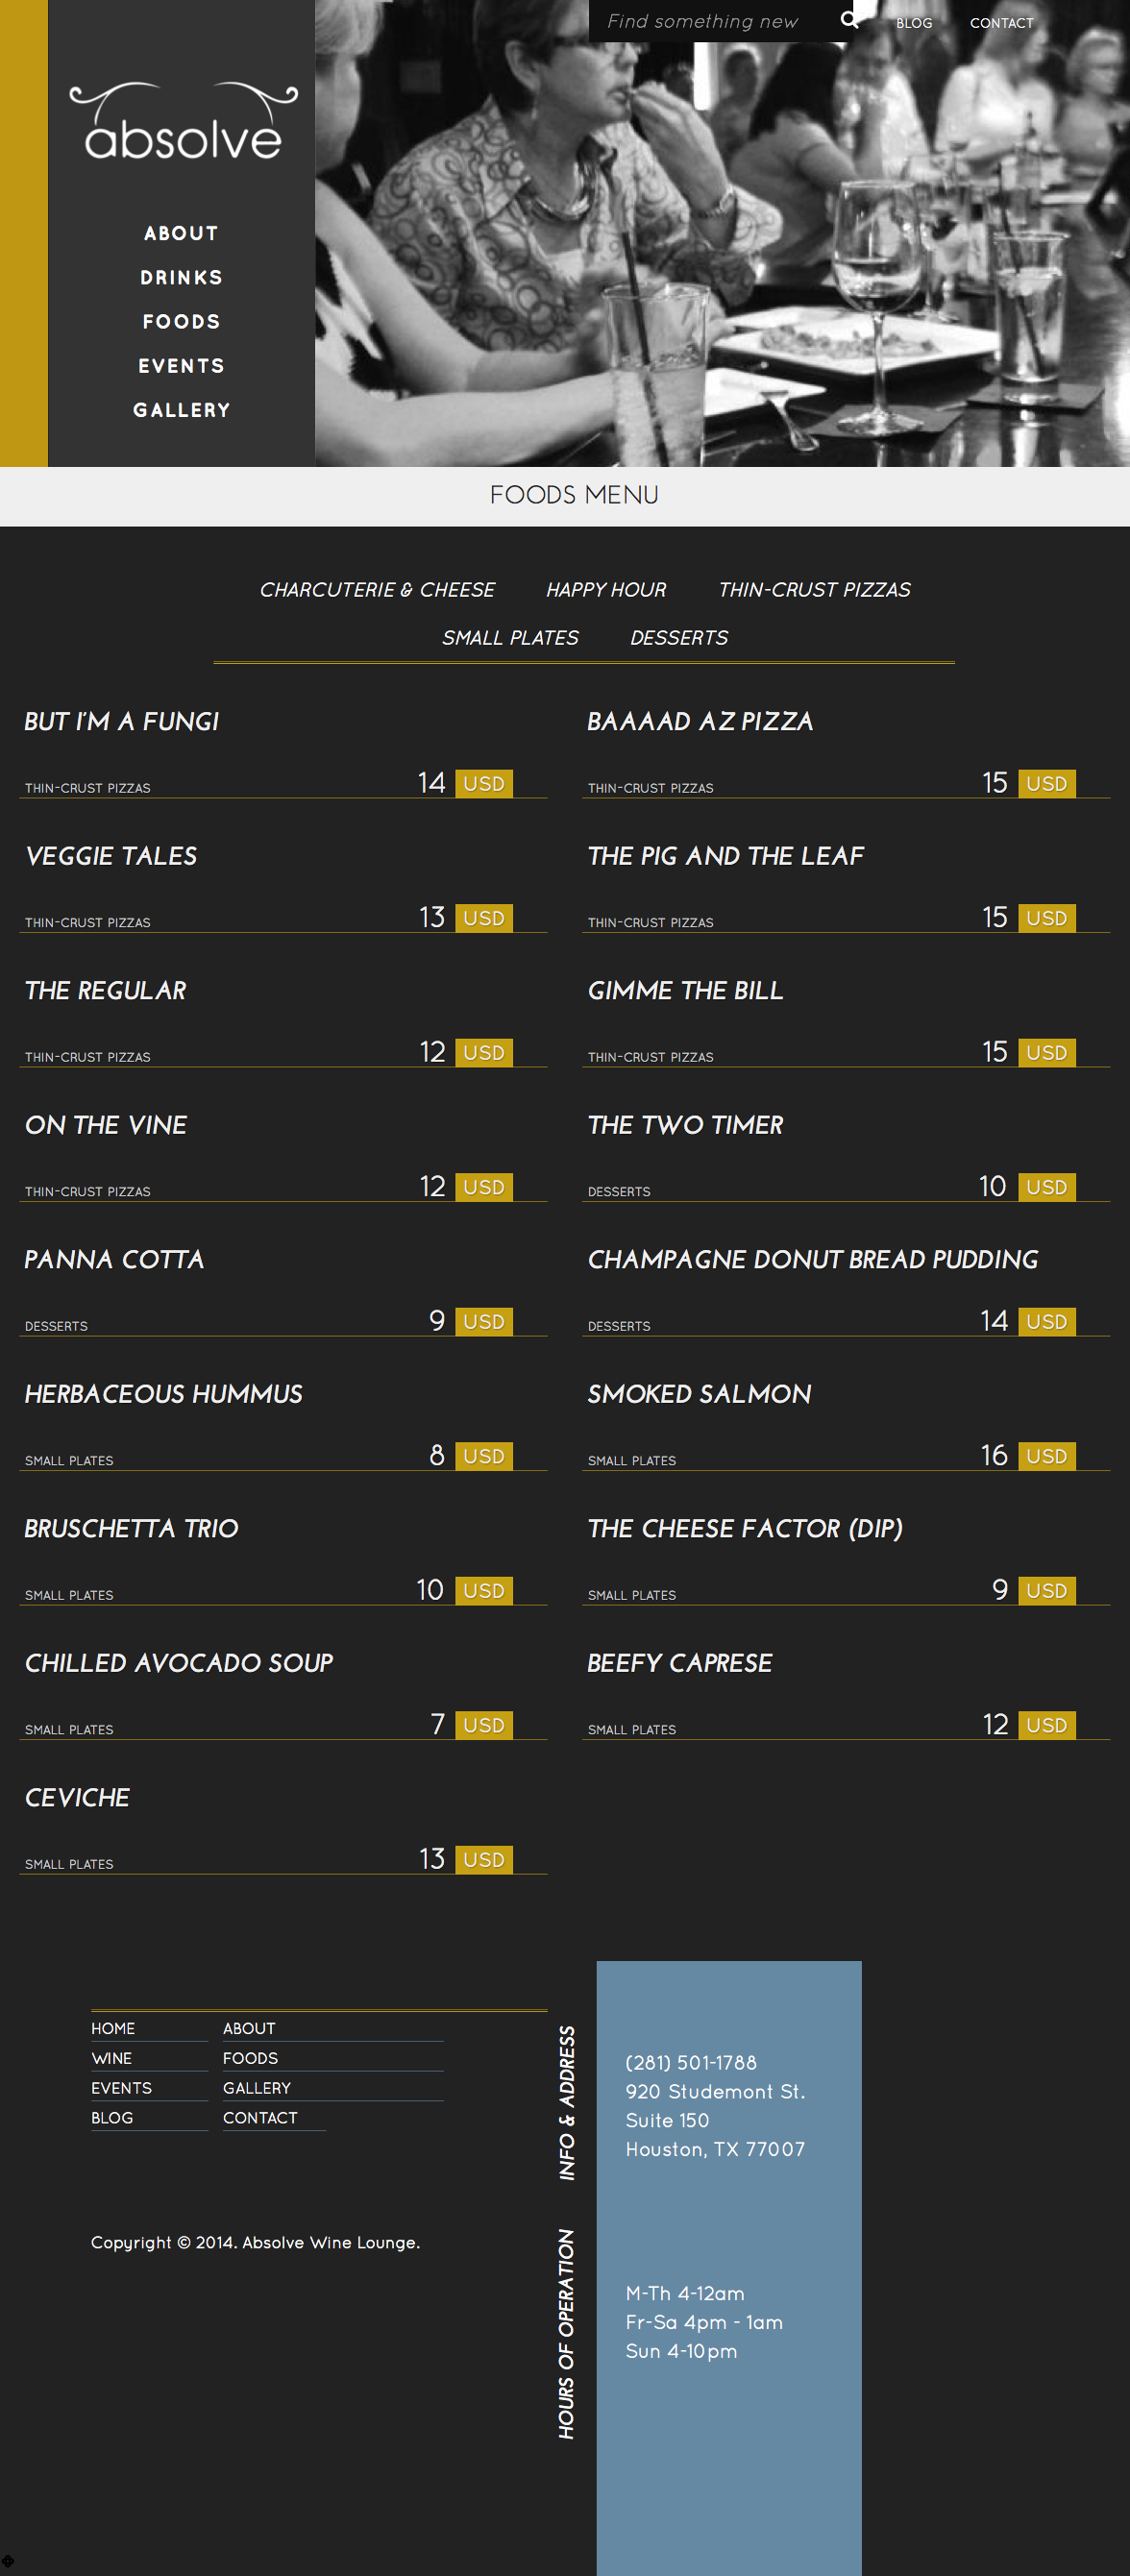 Find something new
BLOG CONTACT
absolve
ABOUT
DRINKS
FOODS
EVENTS
GALLERY
FOODS MENU
CHARCUTERIE & CHEESE HAPPY HOUR THIN-CRUST PIZZAS
SMALL PLATES DESSERTS
BUT I'M A FUNGI
THIN-CRUST PIZZAS 14 USD
BAAAAD AZ PIZZA
THIN-CRUST PIZZAS 15 USD
VEGGIE TALES
THIN-CRUST PIZZAS 13 USD
THE PIG AND THE LEAF
THIN-CRUST PIZZAS 15 USD
THE REGULAR
THIN-CRUST PIZZAS 12 USD
GIMME THE BILL
THIN-CRUST PIZZAS 15 USD
ON THE VINE
THIN-CRUST PIZZAS 12 USD
THE TWO TIMER
DESSERTS 10 USD
PANNA COTTA
DESSERTS 9 USD
CHAMPAGNE DONUT BREAD PUDDING
DESSERTS 14 USD
HERBACEOUS HUMMUS
SMALL PLATES 8 USD
SMOKED SALMON
SMALL PLATES 16 USD
BRUSCHETTA TRIO
SMALL PLATES 10 USD
THE CHEESE FACTOR (DIP)
SMALL PLATES 9 USD
CHILLED AVOCADO SOUP
SMALL PLATES 7 USD
BEEFY CAPRESE
SMALL PLATES 12 USD
CEVICHE
SMALL PLATES 13 USD
HOME ABOUT
WINE FOODS
EVENTS GALLERY
BLOG CONTACT
Copyright © 2014. Absolve Wine Lounge.
INFO & ADDRESS
(281) 501-1788
920 Studemont St.
Suite 150
Houston, TX 77007
HOURS OF OPERATION
M-Th 4-12am
Fr-Sa 4pm - 1am
Sun 4-10pm